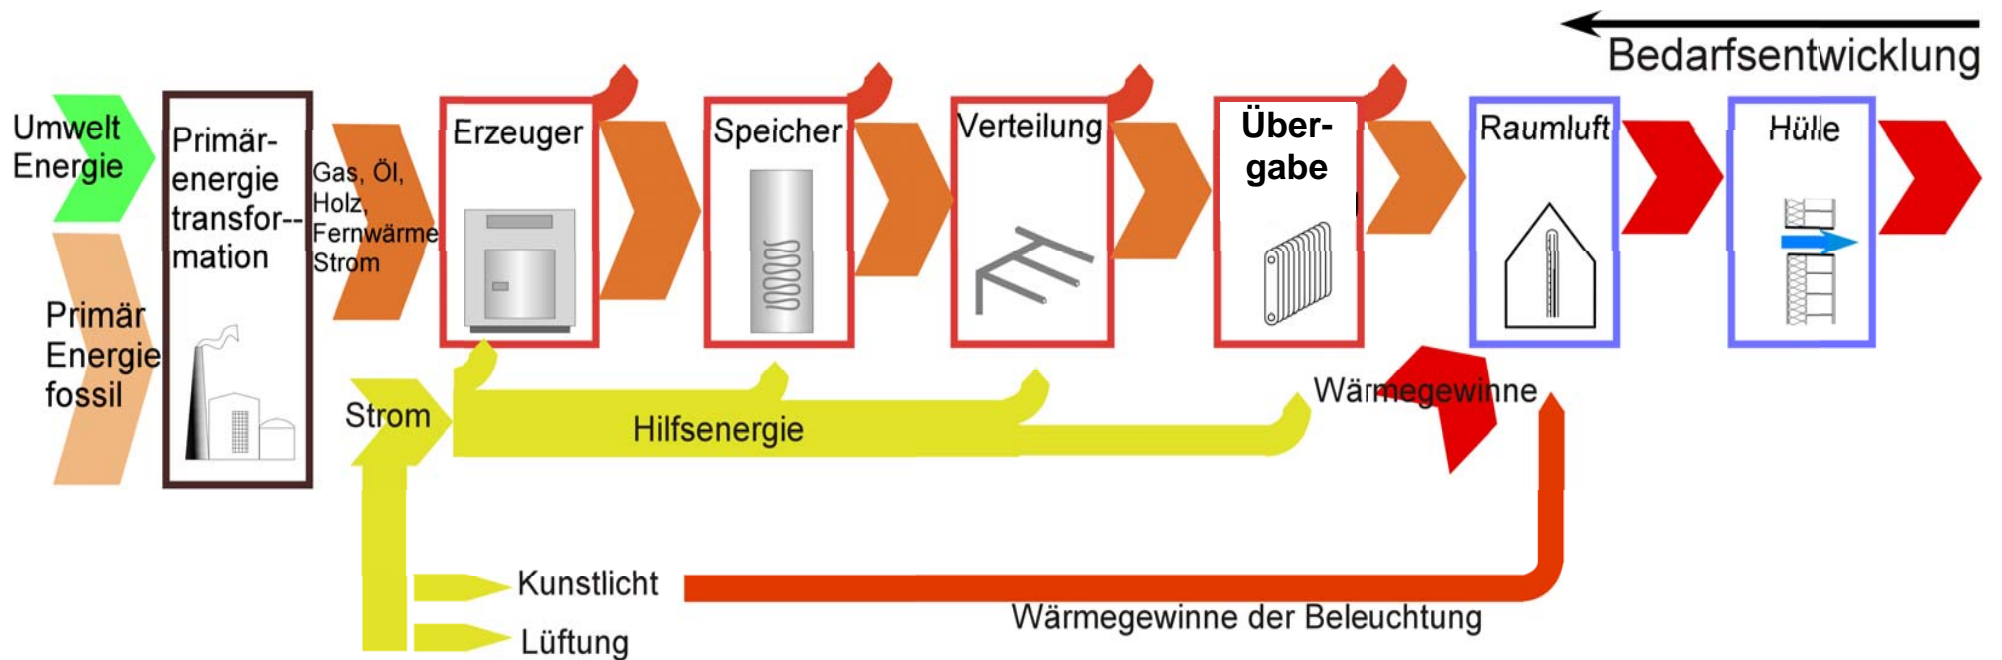 Bedarfsentwicklung
Umwelt
Energie
Primär
Energie
fossil
Primär-
energie
transfor--
mation
Gas, Öl,
Holz,
Fernwärme
Strom
Erzeuger
Speicher
Verteilung
Über-
gabe
Raumluft
Hülle
Strom
Hilfsenergie
Wärmegewinne
Kunstlicht
Lüftung
Wärmegewinne der Beleuchtung